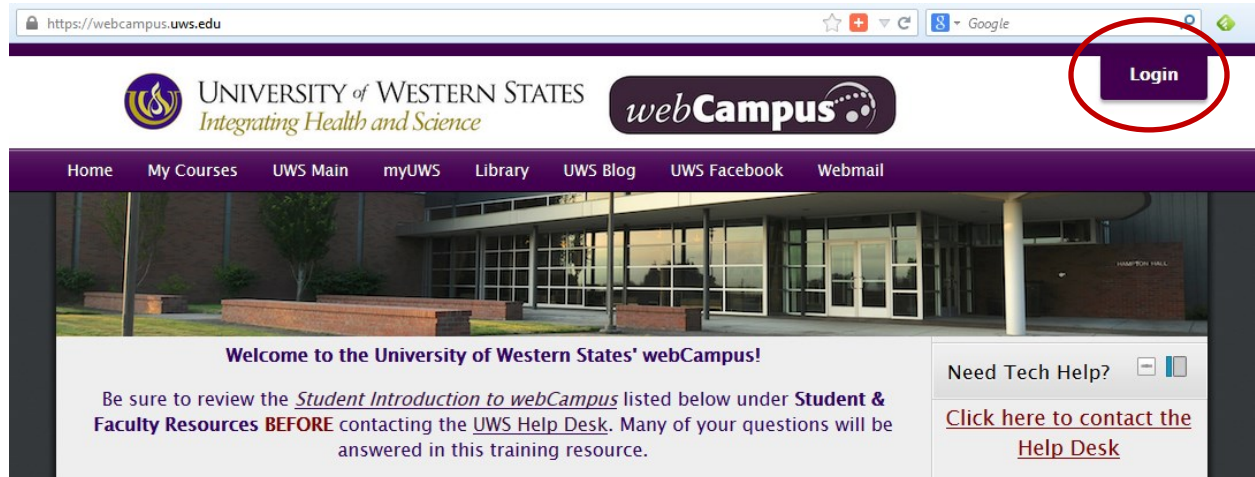 https://webcampus.uws.edu
Google
Login
UWS
UNIVERSITY of WESTERN STATES
Integrating Health and Science
webCampus
Home My Courses UWS Main myUWS Library UWS Blog UWS Facebook Webmail
HAMPTON HALL
Welcome to the University of Western States' webCampus!
Be sure to review the Student Introduction to webCampus listed below under Student &
Faculty Resources BEFORE contacting the UWS Help Desk. Many of your questions will be
answered in this training resource.
Need Tech Help?
Click here to contact the
Help Desk